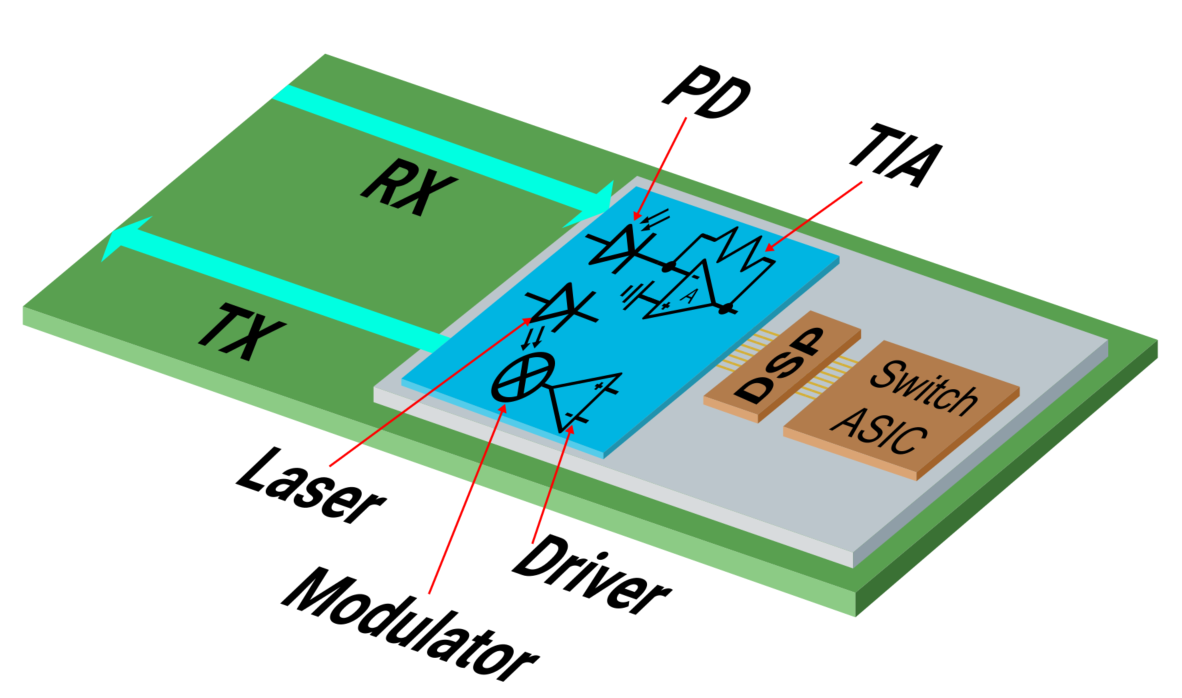 PD
TIA
RX
TX
A
DSP
Switch
ASIC
Laser
Driver
Modulator